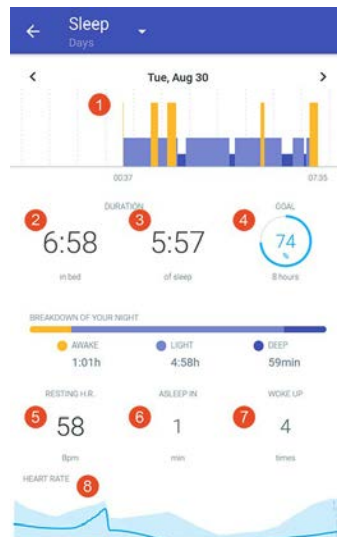 Sleep
Days
Tue, Aug 30
1
00:37 07:35
DURATION GOAL
2 3 4
6:58 5:57 74
%
in bed of sleep 8 hours
BREAKDOWN OF YOUR NIGHT
AWAKE LIGHT DEEP
1:01h 4:58h 59min
RESTING H.R. ASLEEP IN WOKE UP
5 6 7
58 1 4
Bpm min times
HEART RATE 8